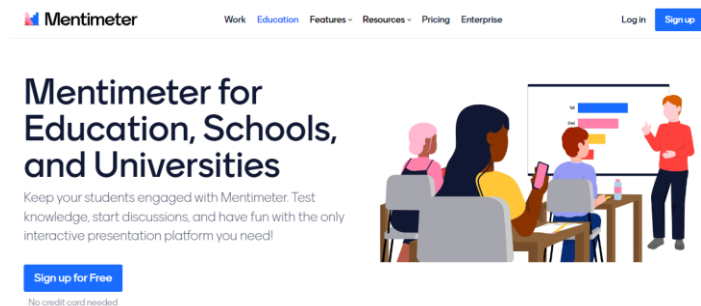 Mentimeter
Work Education Features Resources Pricing Enterprise
Log in
Sign up
Mentimeter for
Education, Schools,
and Universities
Keep your students engaged with Mentimeter. Test
knowledge, start discussions, and have fun with the only
interactive presentation platform you need!
Sign up for Free
No credit card needed
1st
2nd